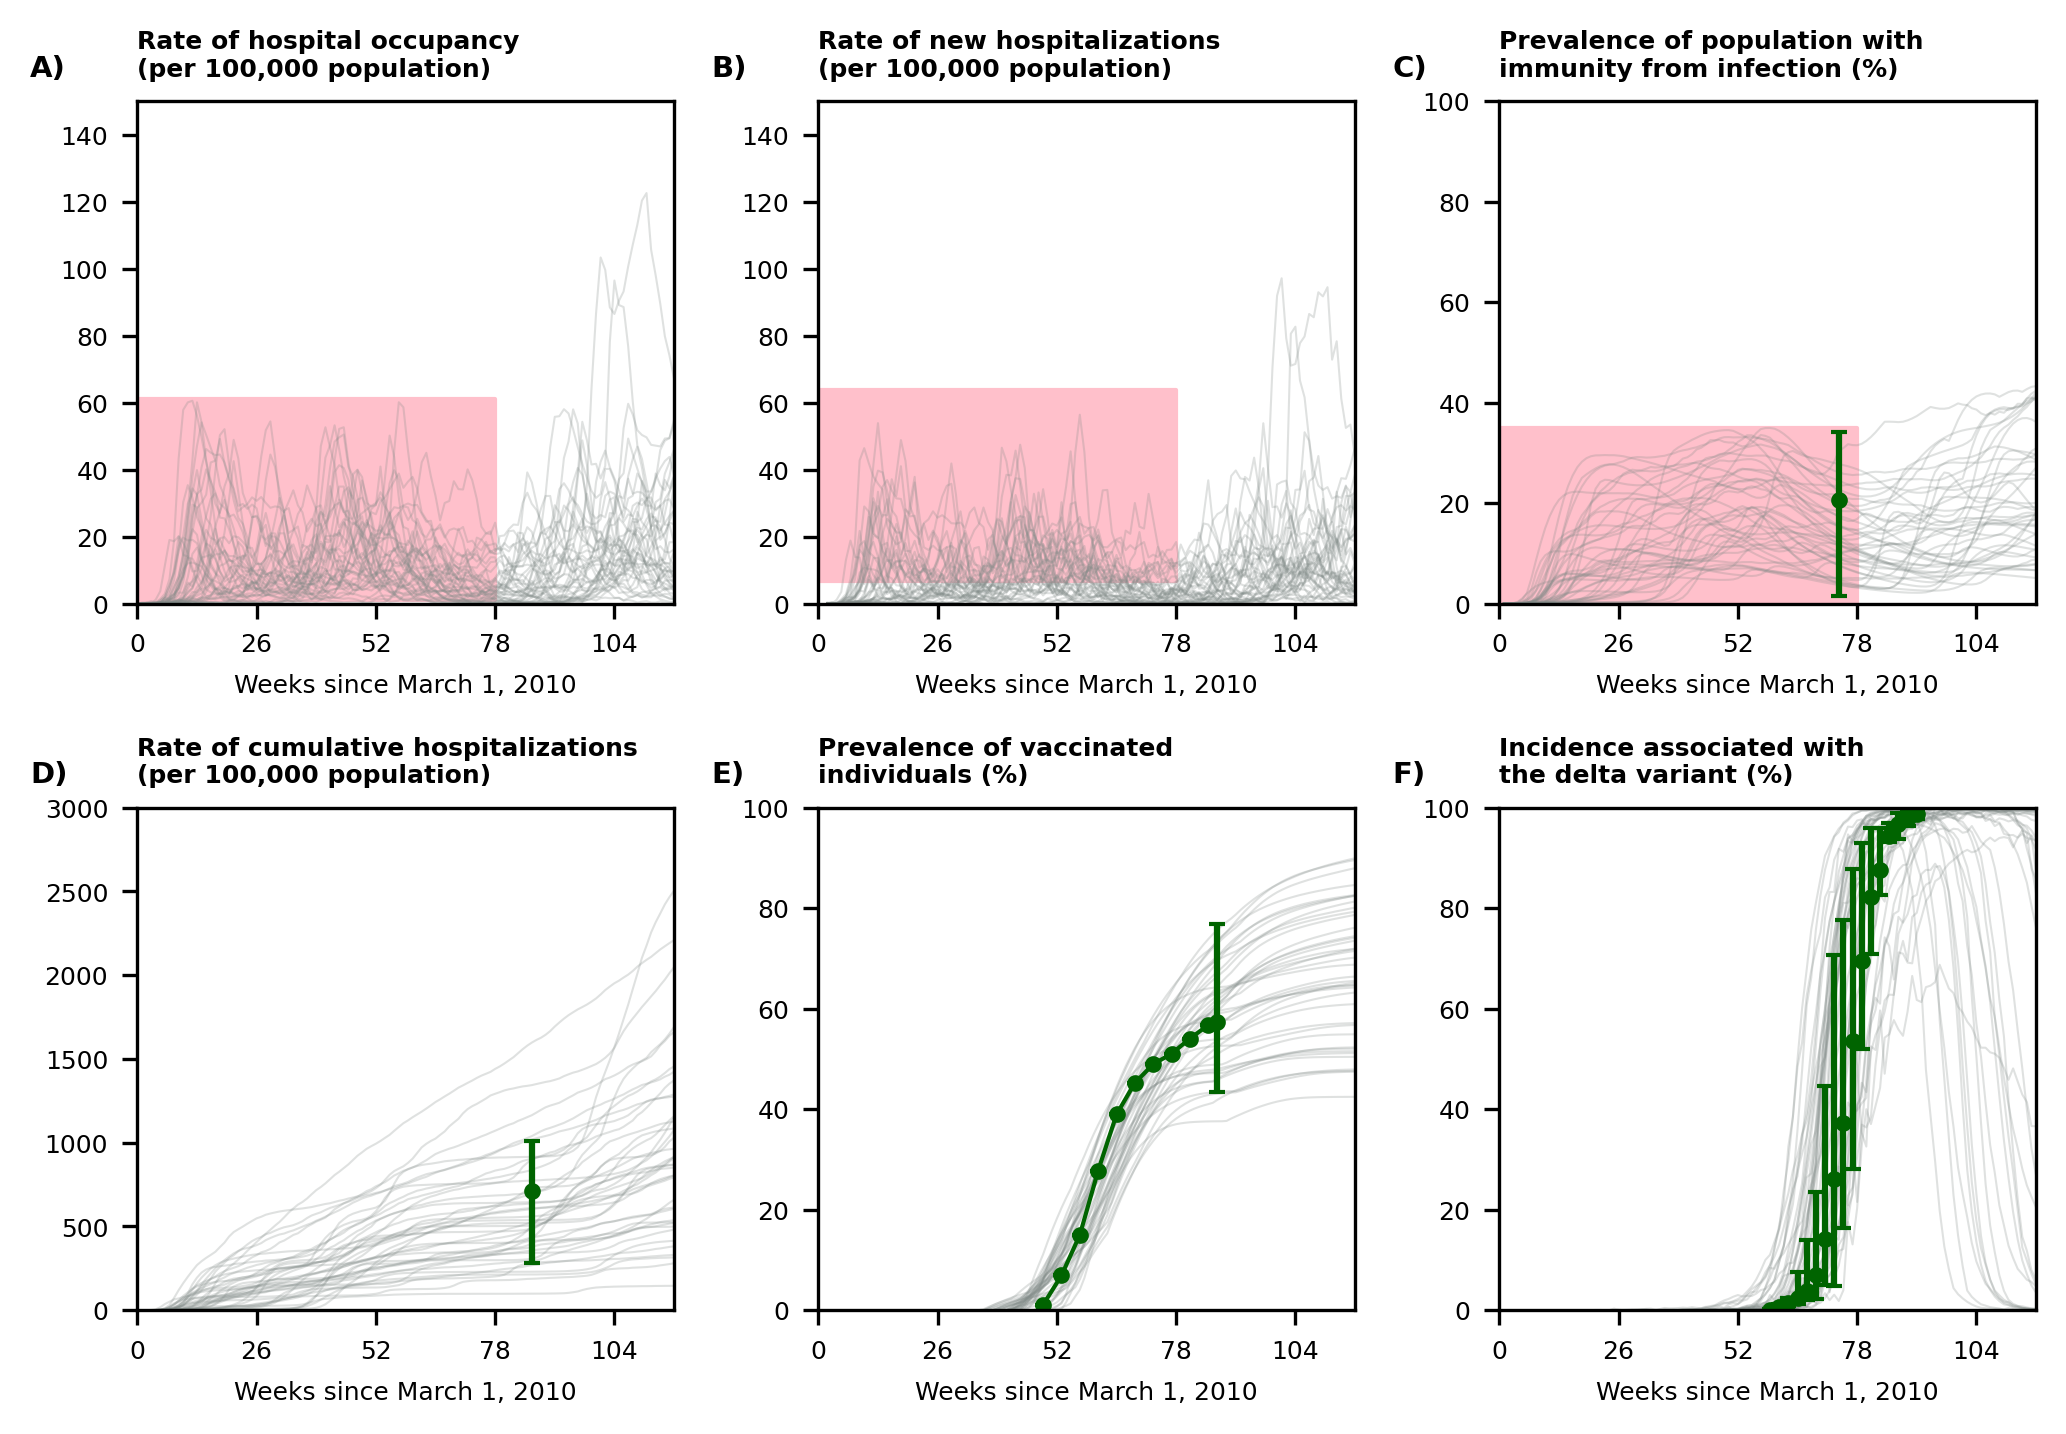 A)
Rate of hospital occupancy
(per 100,000 population)
140
120
100
80
60
40
20
0
0 26 52 78 104
Weeks since March 1, 2010
B)
Rate of new hospitalizations
(per 100,000 population)
140
120
100
80
60
40
20
0
0 26 52 78 104
Weeks since March 1, 2010
C)
Prevalence of population with
immunity from infection (%)
100
80
60
40
20
0
0 26 52 78 104
Weeks since March 1, 2010
D)
Rate of cumulative hospitalizations
(per 100,000 population)
3000
2500
2000
1500
1000
500
0
0 26 52 78 104
Weeks since March 1, 2010
E)
Prevalence of vaccinated
individuals (%)
100
80
60
40
20
0
0 26 52 78 104
Weeks since March 1, 2010
F)
Incidence associated with
the delta variant (%)
100
80
60
40
20
0
0 26 52 78 104
Weeks since March 1, 2010